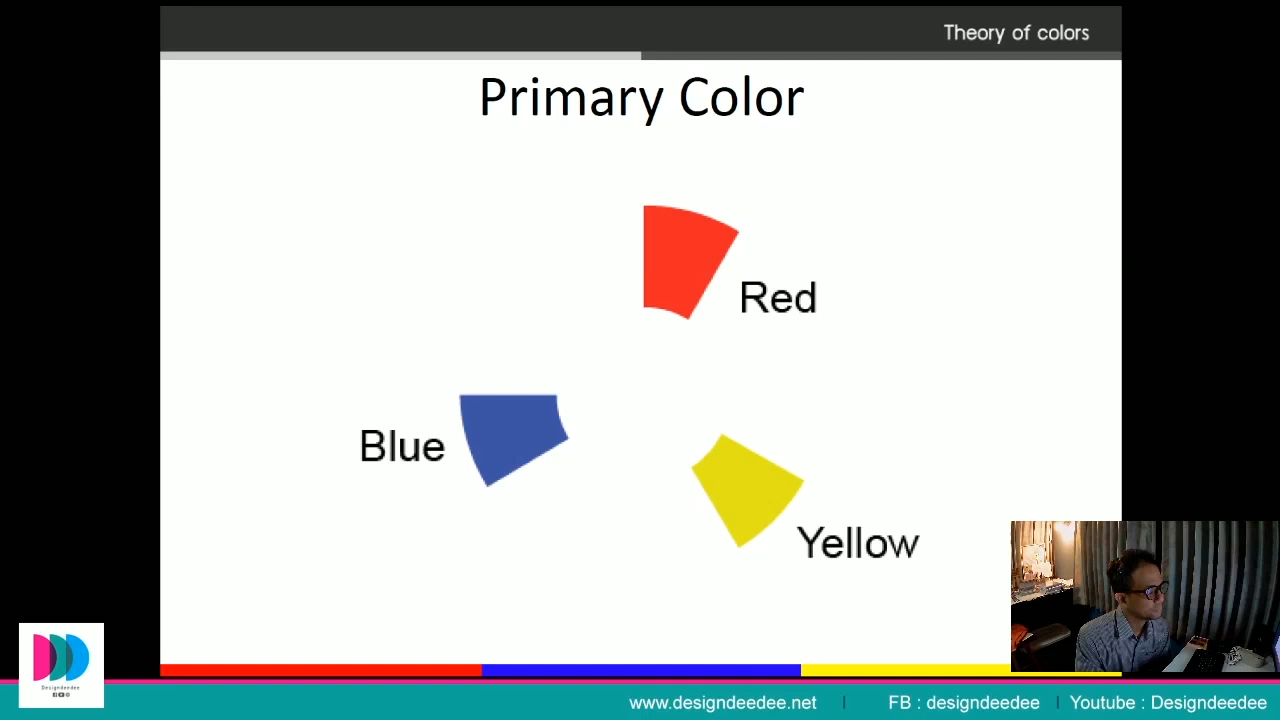 Theory of colors
Primary Color
Red
Blue
Yellow
Designdeedee
www.designdeedee.net | FB : designdeedee | Youtube : Designdeedee